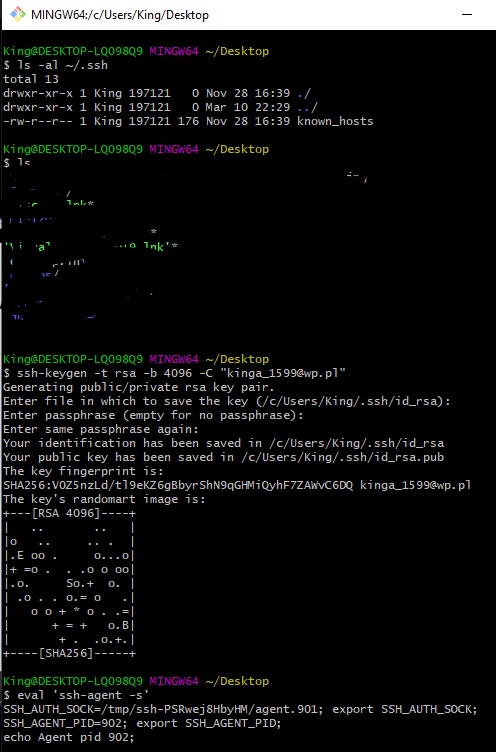 MINGW64:/c/Users/King/Desktop
King@DESKTOP-LQO98Q9 MINGW64 ~/Desktop
$ ls -al ~/.ssh
total 13
drwxr-xr-x 1 King 197121   0 Nov 28 16:39 ./
drwxr-xr-x 1 King 197121   0 Mar 10 22:29 ../
-rw-r--r-- 1 King 197121 176 Nov 28 16:39 known_hosts
King@DESKTOP-LQO98Q9 MINGW64 ~/Desktop
$ ls
King@DESKTOP-LQO98Q9 MINGW64 ~/Desktop
$ ssh-keygen -t rsa -b 4096 -C "kinga_1599@wp.pl"
Generating public/private rsa key pair.
Enter file in which to save the key (/c/Users/King/.ssh/id_rsa):
Enter passphrase (empty for no passphrase):
Enter same passphrase again:
Your identification has been saved in /c/Users/King/.ssh/id_rsa
Your public key has been saved in /c/Users/King/.ssh/id_rsa.pub
The key fingerprint is:
SHA256:VOZ5nzLd/tl9eKZ6gBbyrShN9qGHMiQyhF7ZAWvC6DQ kinga_1599@wp.pl
The key's randomart image is:
+---[RSA 4096]----+
|   ..       ..   |
|o   ..     .. .  |
|.E oo .     o...o|
|+ =o .  . .o o oo|
|.o.     So.+  o. |
| .o . . o.= o   .|
|   o o + * o . .=|
|      + = +   o.B|
|       + .  .o.+.|
+----[SHA256]-----+
King@DESKTOP-LQO98Q9 MINGW64 ~/Desktop
$ eval 'ssh-agent -s'
SSH_AUTH_SOCK=/tmp/ssh-PSRwej8HbyHM/agent.901; export SSH_AUTH_SOCK;
SSH_AGENT_PID=902; export SSH_AGENT_PID;
echo Agent pid 902;